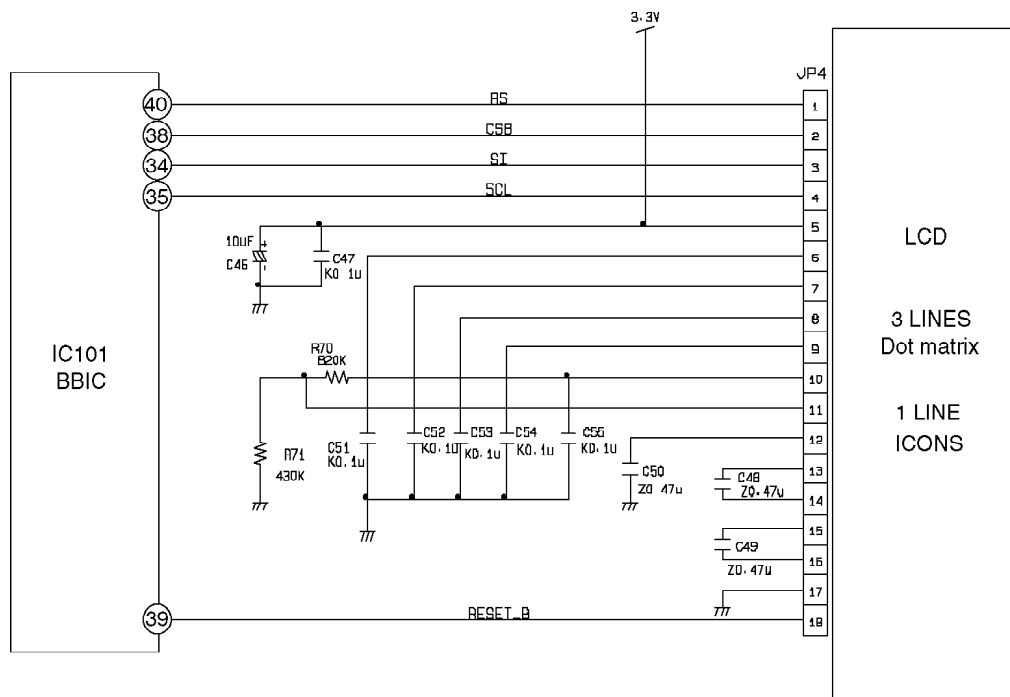 3.3V
JP4
40
RS
1
38
CSB
2
34
SI
3
35
SCL
4
5
10UF
C46
C47
K0.1u
6
LCD
7
8
3 LINES
Dot matrix
9
IC101
BBIC
R70
820K
10
11
1 LINE
ICONS
12
R71
430K
C51
K0.1u
C52
K0.1u
C53
K0.1u
C54
K0.1u
C55
K0.1u
C50
Z0.47u
13
C48
Z0.47u
14
15
C49
Z0.47u
16
17
39
RESET_B
18